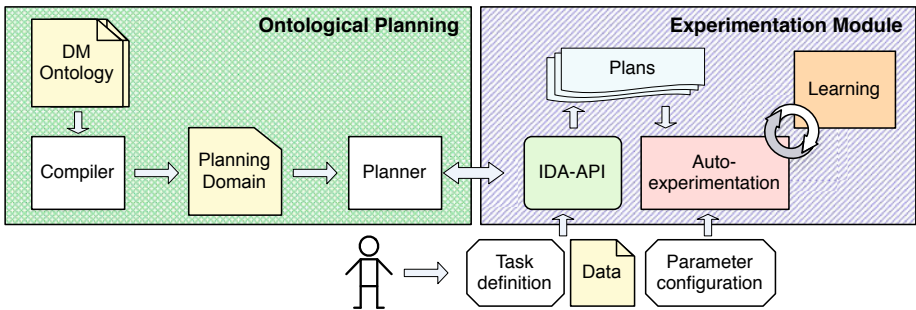 Ontological Planning
Experimentation Module
DM
Ontology
Plans
Learning
Compiler
Planning
Domain
Planner
IDA-API
Auto-
experimentation
Task
definition
Data
Parameter
configuration